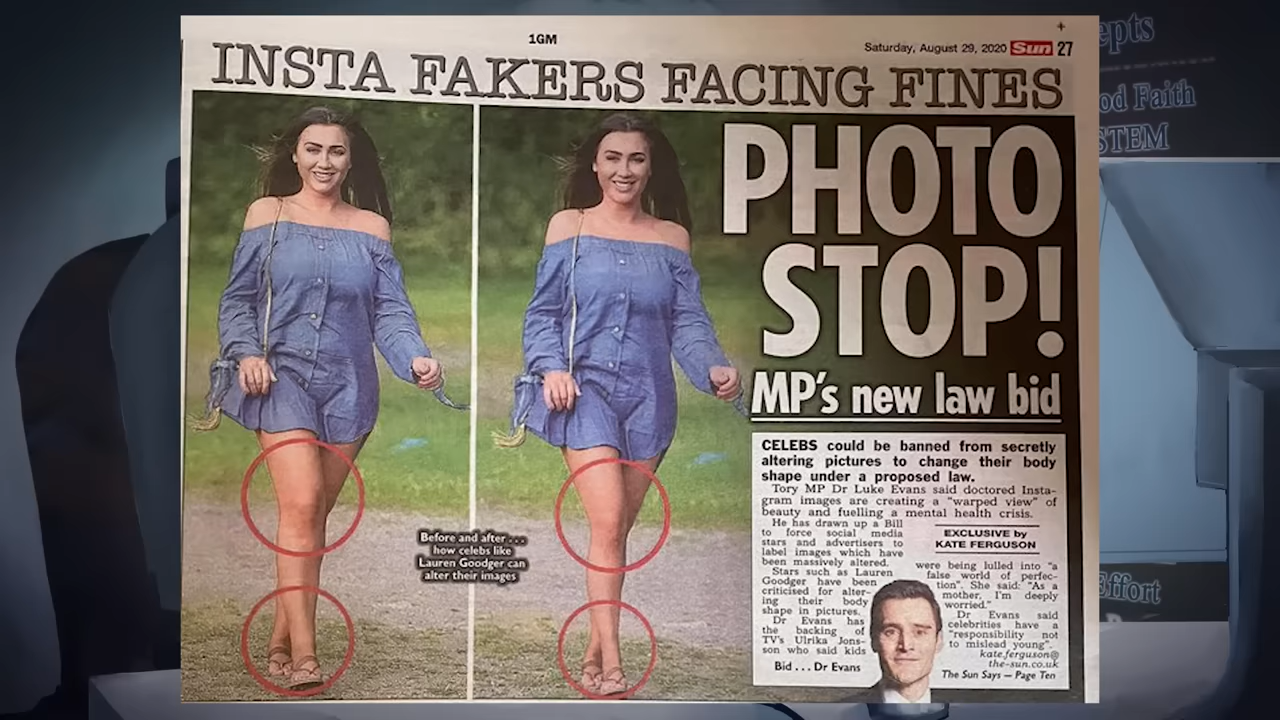 1GM
Saturday, August 29, 2020 Sun 27
INSTA FAKERS FACING FINES
PHOTO
STOP!
MP's new law bid
CELEBS could be banned from secretly
altering pictures to change their body
shape under a proposed law.
Tory MP Dr Luke Evans said doctored Insta-
gram images are creating a "warped view" of
beauty and fuelling a mental health crisis.
He has drawn up a Bill
to force social media
stars and advertisers to
label images which have
been massively altered.
Stars such as Lauren
Goodger have been
criticised for alter-
ing their body
shape in pictures.
Dr Evans has
the backing of
TV's Ulrika Jons-
son who said kids
Bid . . . Dr Evans
EXCLUSIVE by
KATE FERGUSON
were being lulled into "a
false world of perfec-
tion". She said: "As a
mother, I'm deeply
worried."
Dr Evans said
celebrities have a
"responsibility not
to mislead young".
kate.ferguson@
the-sun.co.uk
The Sun Says — Page Ten
Before and after . . .
how celebs like
Lauren Goodger can
alter their images
epts
od Faith
STEM
Effort